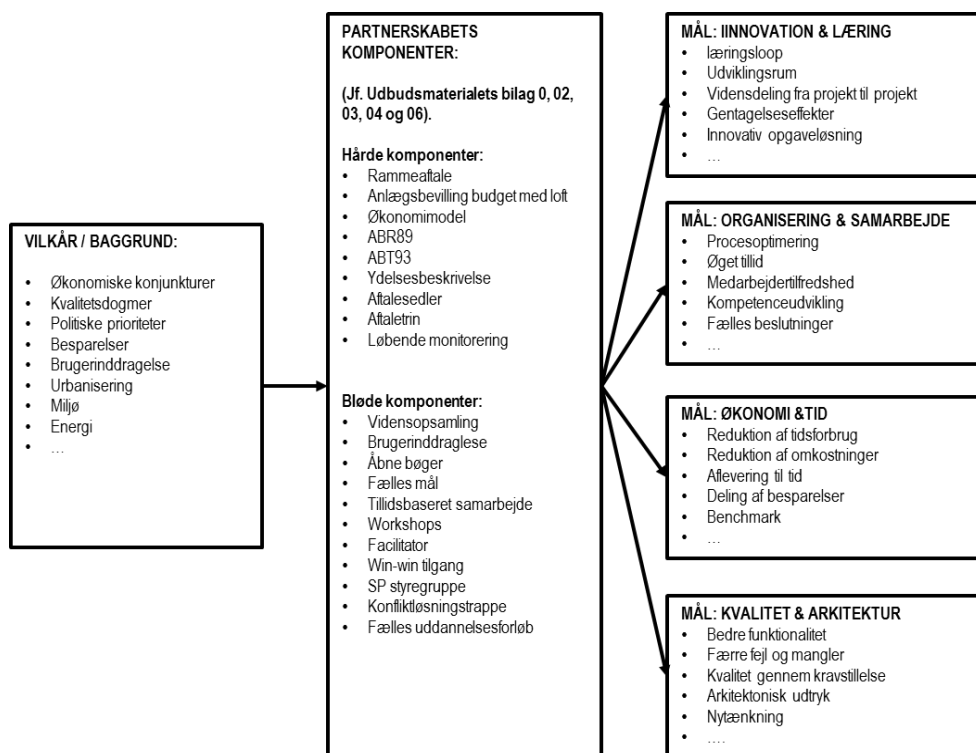 VILKÅR / BAGGRUND:
• Økonomiske konjunkturer
• Kvalitetsdogmer
• Politiske prioriteter
• Besparelser
• Brugerinddragelse
• Urbanisering
• Miljø
• Energi
• …
PARTNERSKABETS
KOMPONENTER:
(Jf. Udbudsmaterialets bilag 0, 02,
03, 04 og 06).
Hårde komponenter:
• Rammeaftale
• Anlægsbevilling budget med loft
• Økonomimodel
• ABR89
• ABT93
• Ydelsesbeskrivelse
• Aftalesedler
• Aftaletrin
• Løbende monitorering
Bløde komponenter:
• Vidensopsamling
• Brugerinddraglese
• Åbne bøger
• Fælles mål
• Tillidsbaseret samarbejde
• Workshops
• Facilitator
• Win-win tilgang
• SP styregruppe
• Konfliktløsningstrappe
• Fælles uddannelsesforløb
MÅL: IINNOVATION & LÆRING
• læringsloop
• Udviklingsrum
• Vidensdeling fra projekt til projekt
• Gentagelseseffekter
• Innovativ opgaveløsning
• …
MÅL: ORGANISERING & SAMARBEJDE
• Procesoptimering
• Øget tillid
• Medarbejdertilfredshed
• Kompetenceudvikling
• Fælles beslutninger
• …
MÅL: ØKONOMI &TID
• Reduktion af tidsforbrug
• Reduktion af omkostninger
• Aflevering til tid
• Deling af besparelser
• Benchmark
• …
MÅL: KVALITET & ARKITEKTUR
• Bedre funktionalitet
• Færre fejl og mangler
• Kvalitet gennem kravstillelse
• Arkitektonisk udtryk
• Nytænkning
• ….